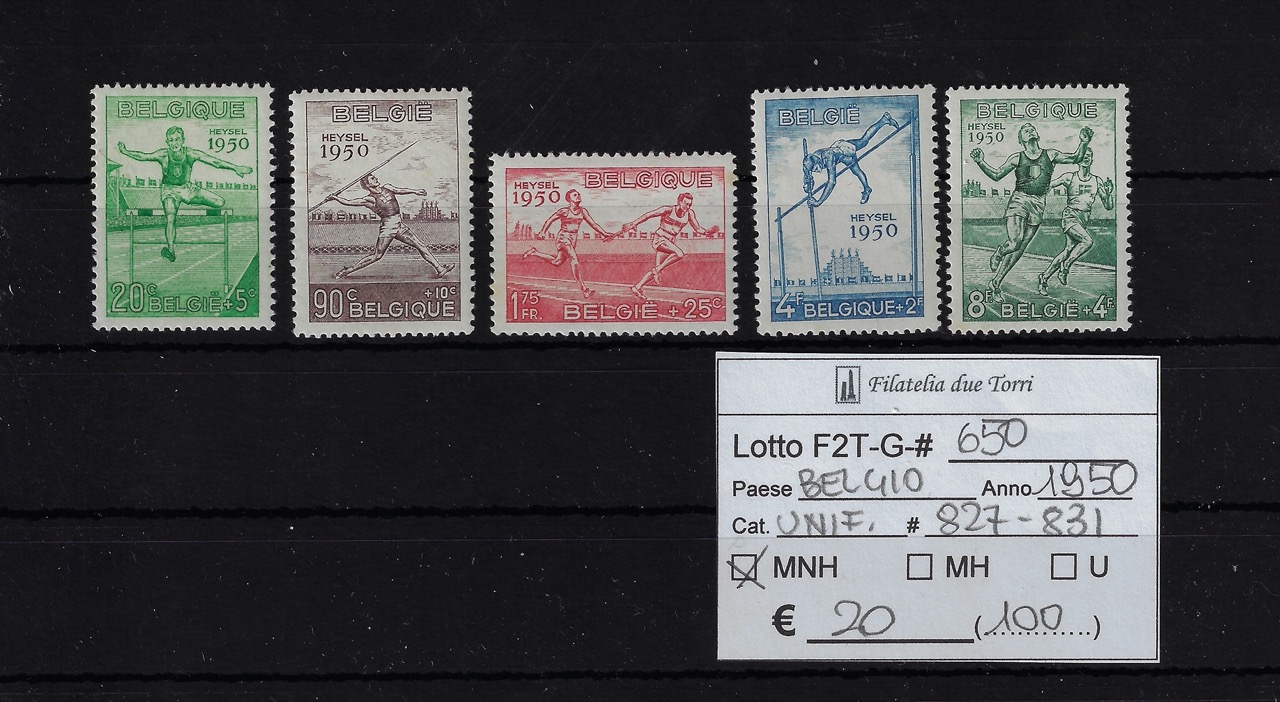 BELGIQUE
HEYSEL
1950
20C BELGIË+5C
BELGIË
HEYSEL
1950
90C +10C
BELGIQUE
HEYSEL BELGIQUE
1950
1.75 FR. BELGIË + 25C
BELGIË
HEYSEL
1950
4F BELGIQUE+2F
BELGIQUE
HEYSEL
1950
8F BELGIË+4F
Filatelia due Torri
Lotto F2T-G-# 650
Paese BELGIO Anno 1950
Cat. UNIF. # 827-831
MNH MH U
€ 20 (100)